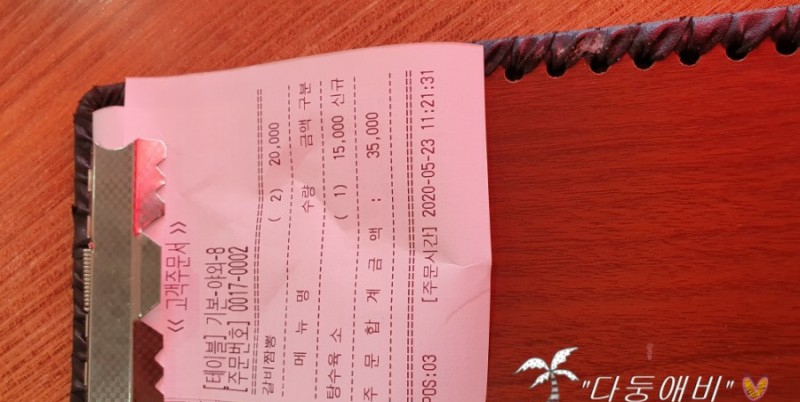 << 고객주문서 >>
[테이블] 기본-야외-8
[주문번호] 0017-0002
갈비짬뽕 ( 2) 20,000
메 뉴 명 수량 금액 구분
탕수육 소 ( 1) 15,000 신규
주 문 합 계 금 액 : 35,000
POS:03 [주문시간] 2020-05-23 11:21:31
"다둥애비"